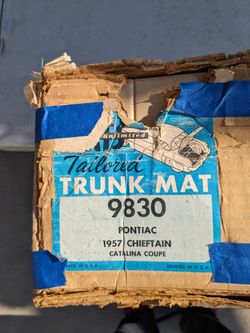 unlimited
Tailored
TRUNK MAT
9830
PONTIAC
1957 CHIEFTAIN
CATALINA COUPE
MADE IN U.S.A.
PRINTED IN U.S.A.